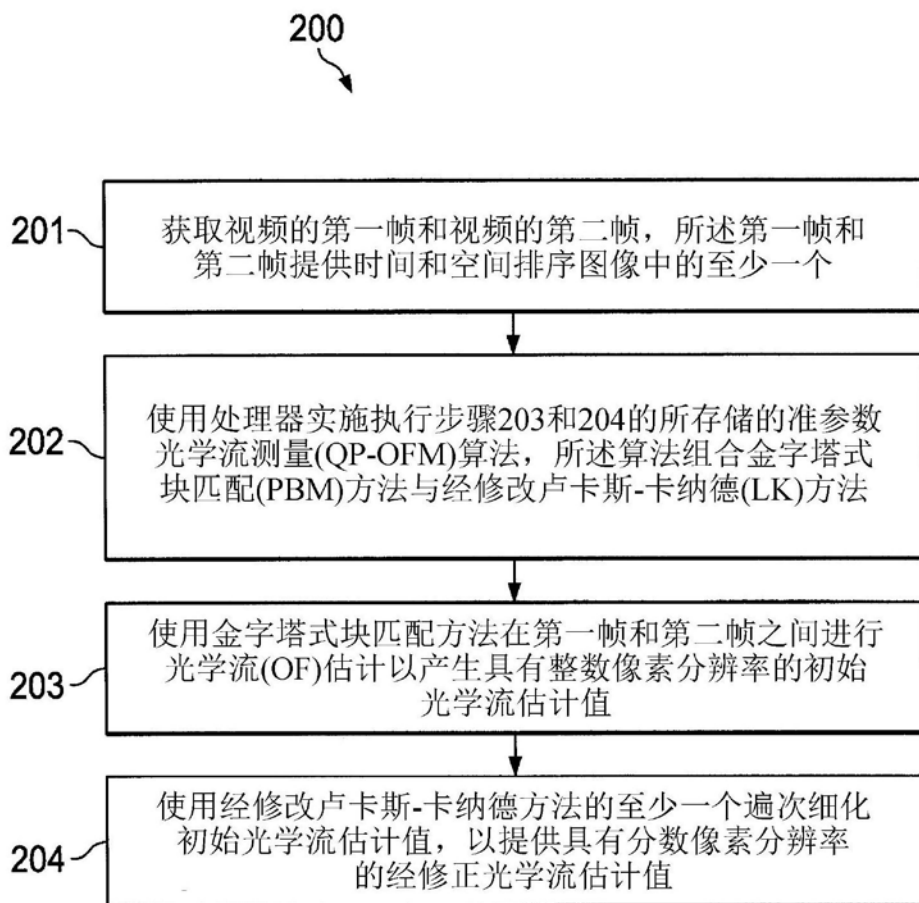 200
201
获取视频的第一帧和视频的第二帧，所述第一帧和
第二帧提供时间和空间排序图像中的至少一个
202
使用处理器实施执行步骤203和204的所存储的准参数
光学流测量(QP-OFM)算法，所述算法组合金字塔式
块匹配(PBM)方法与经修改卢卡斯-卡纳德(LK)方法
203
使用金字塔式块匹配方法在第一帧和第二帧之间进行
光学流(OF)估计以产生具有整数像素分辨率的初始
光学流估计值
204
使用经修改卢卡斯-卡纳德方法的至少一个遍次细化
初始光学流估计值，以提供具有分数像素分辨率
的经修正光学流估计值